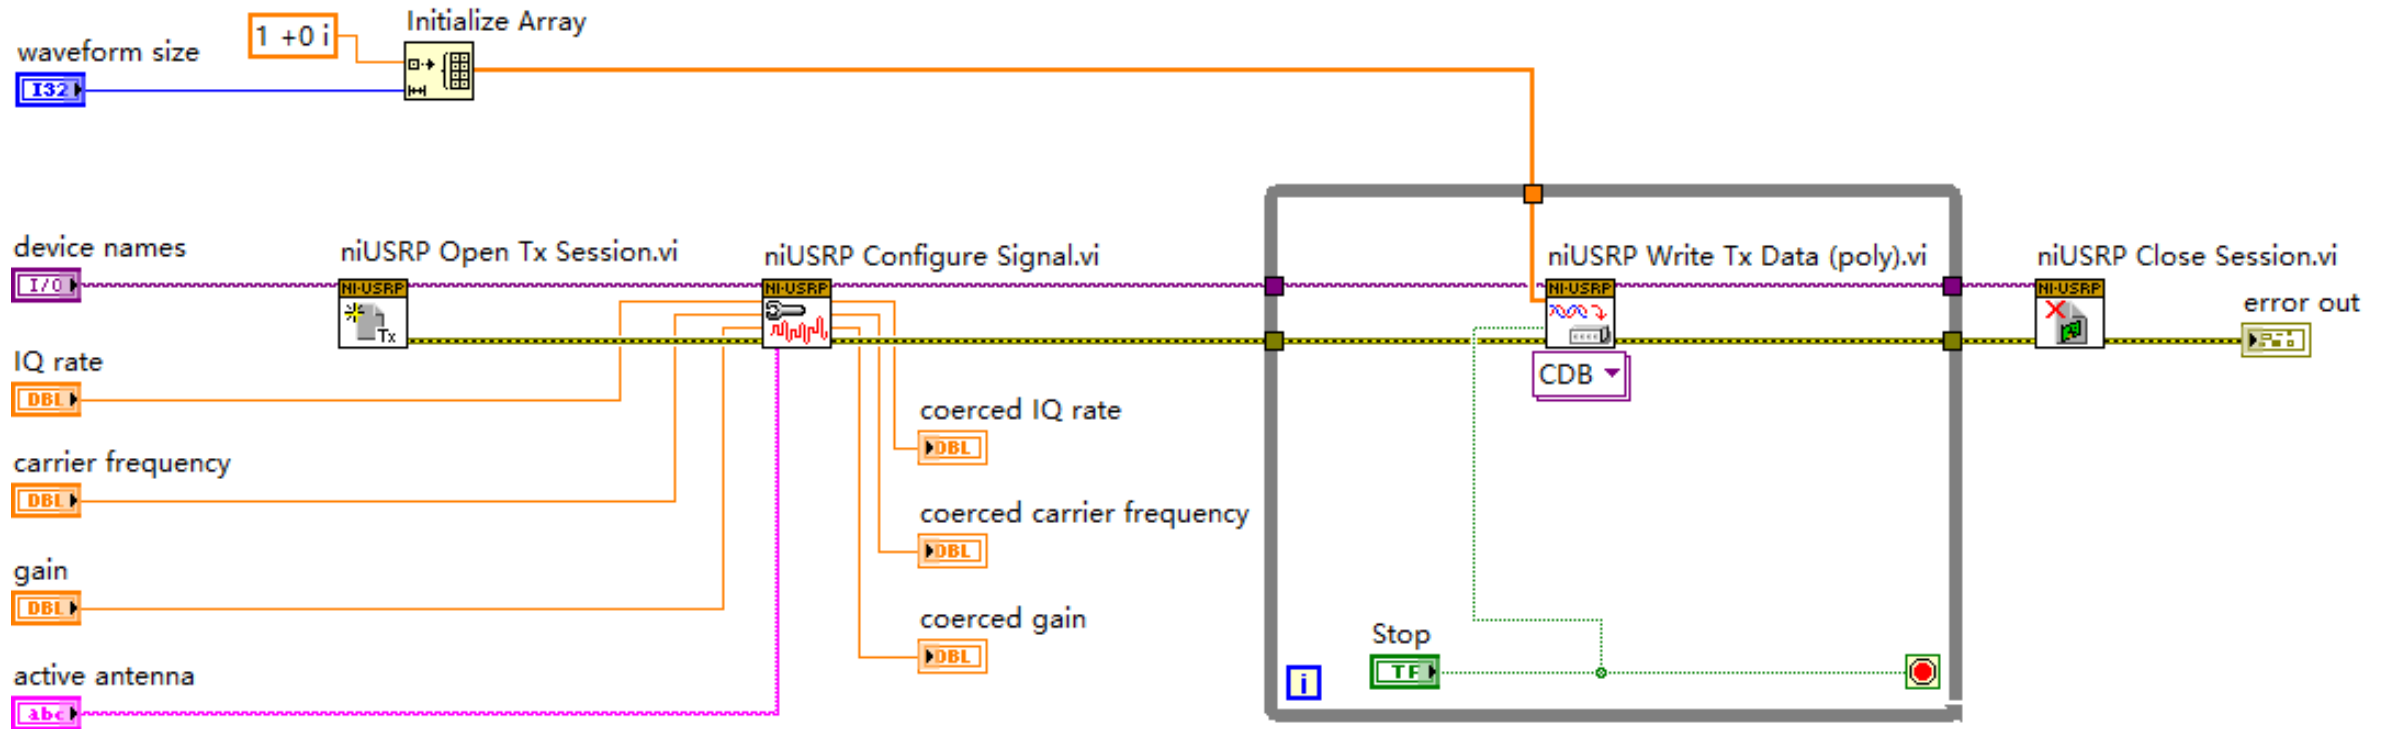 Initialize Array
1 +0 i
waveform size
I32
device names
I/O
niUSRP Open Tx Session.vi
NI-USRP
Tx
niUSRP Configure Signal.vi
NI-USRP
niUSRP Write Tx Data (poly).vi
NI-USRP
CDB
niUSRP Close Session.vi
NI-USRP
error out
IQ rate
DBL
coerced IQ rate
DBL
carrier frequency
DBL
coerced carrier frequency
DBL
gain
DBL
coerced gain
DBL
Stop
TF
i
active antenna
abc